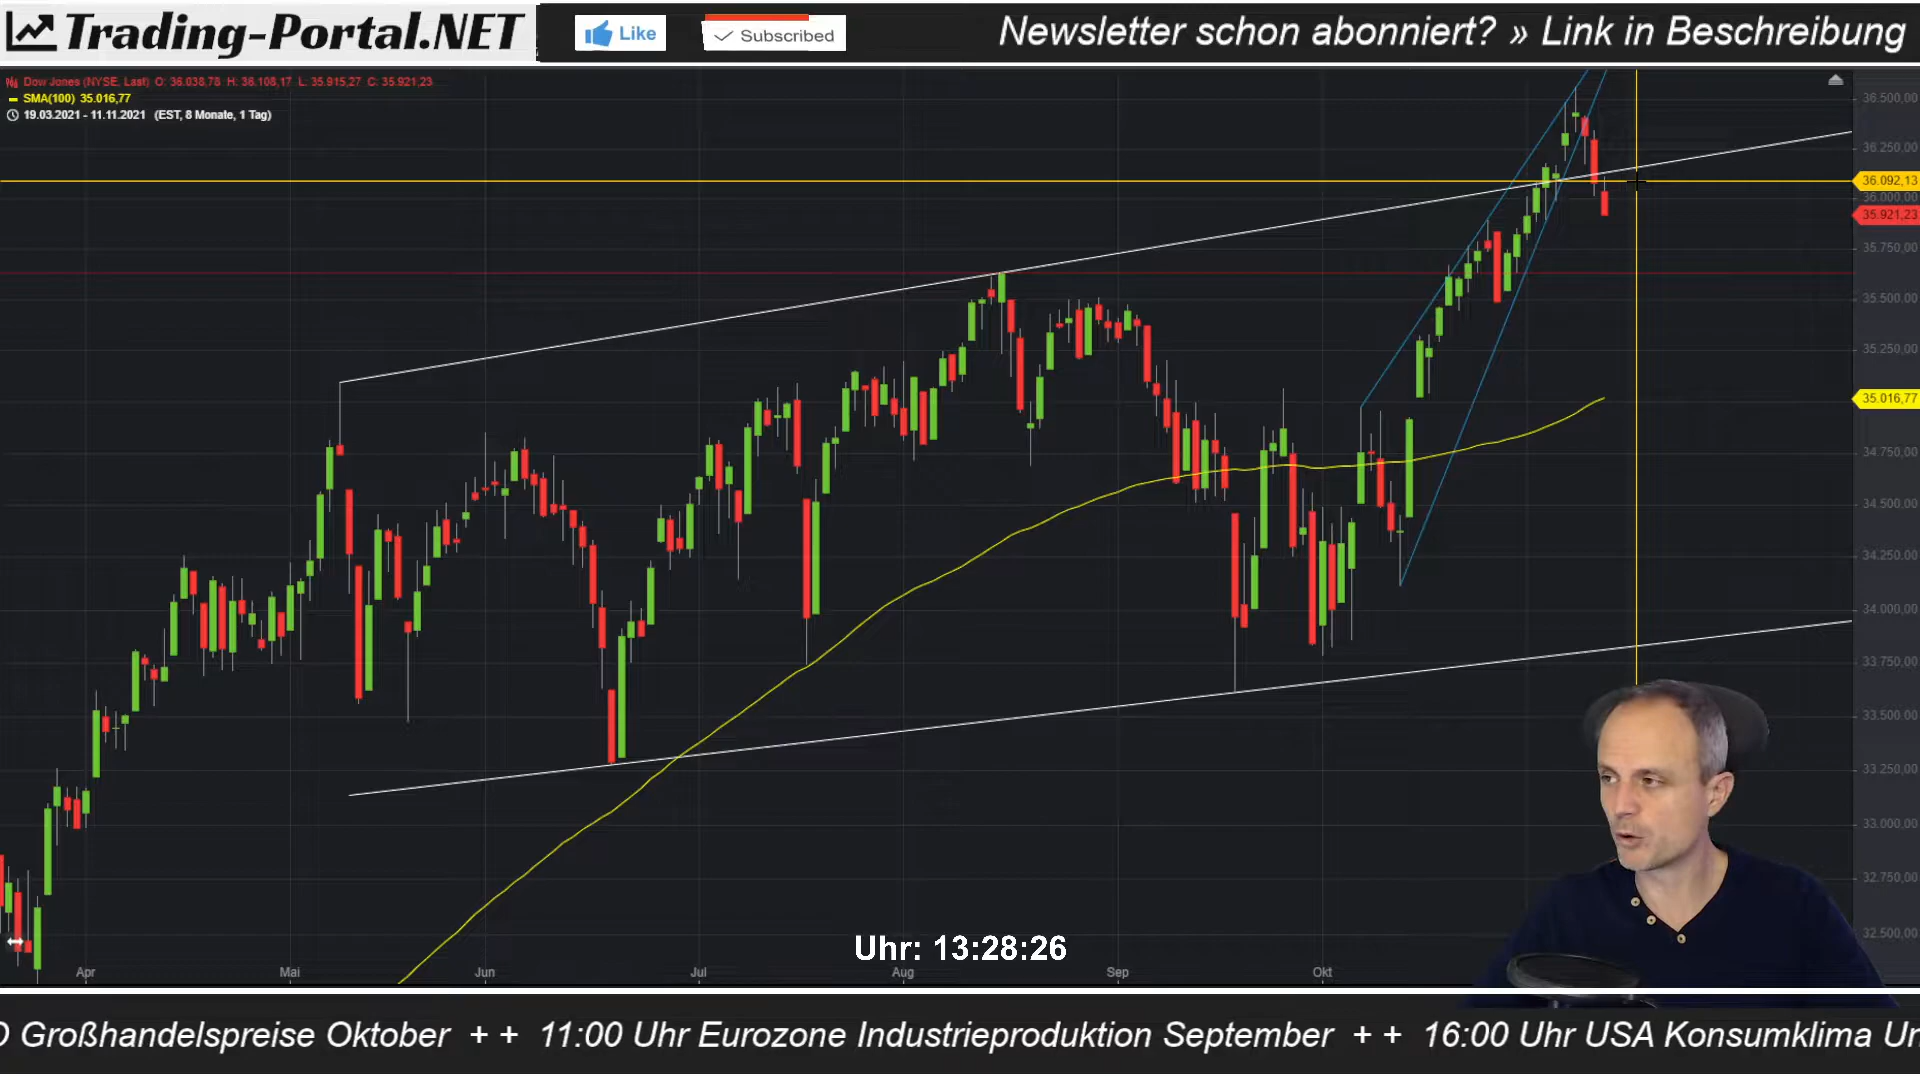 Trading-Portal.NET
Like
Subscribed
Newsletter schon abonniert? » Link in Beschreibung
Dow Jones (NYSE, Last) O: 36.038,78 H: 36.108,17 L: 35.915,27 C: 35.921,23
SMA(100) 35.016,77
19.03.2021 - 11.11.2021 (EST, 8 Monate, 1 Tag)
36.500,00
36.250,00
36.092,13
36.000,00
35.921,23
35.750,00
35.500,00
35.250,00
35.016,77
34.750,00
34.500,00
34.250,00
34.000,00
33.750,00
33.500,00
33.250,00
33.000,00
32.750,00
32.500,00
Uhr: 13:28:26
Apr Mai Jun Jul Aug Sep Okt
Großhandelspreise Oktober + + 11:00 Uhr Eurozone Industrieproduktion September + + 16:00 Uhr USA Konsumklima Un